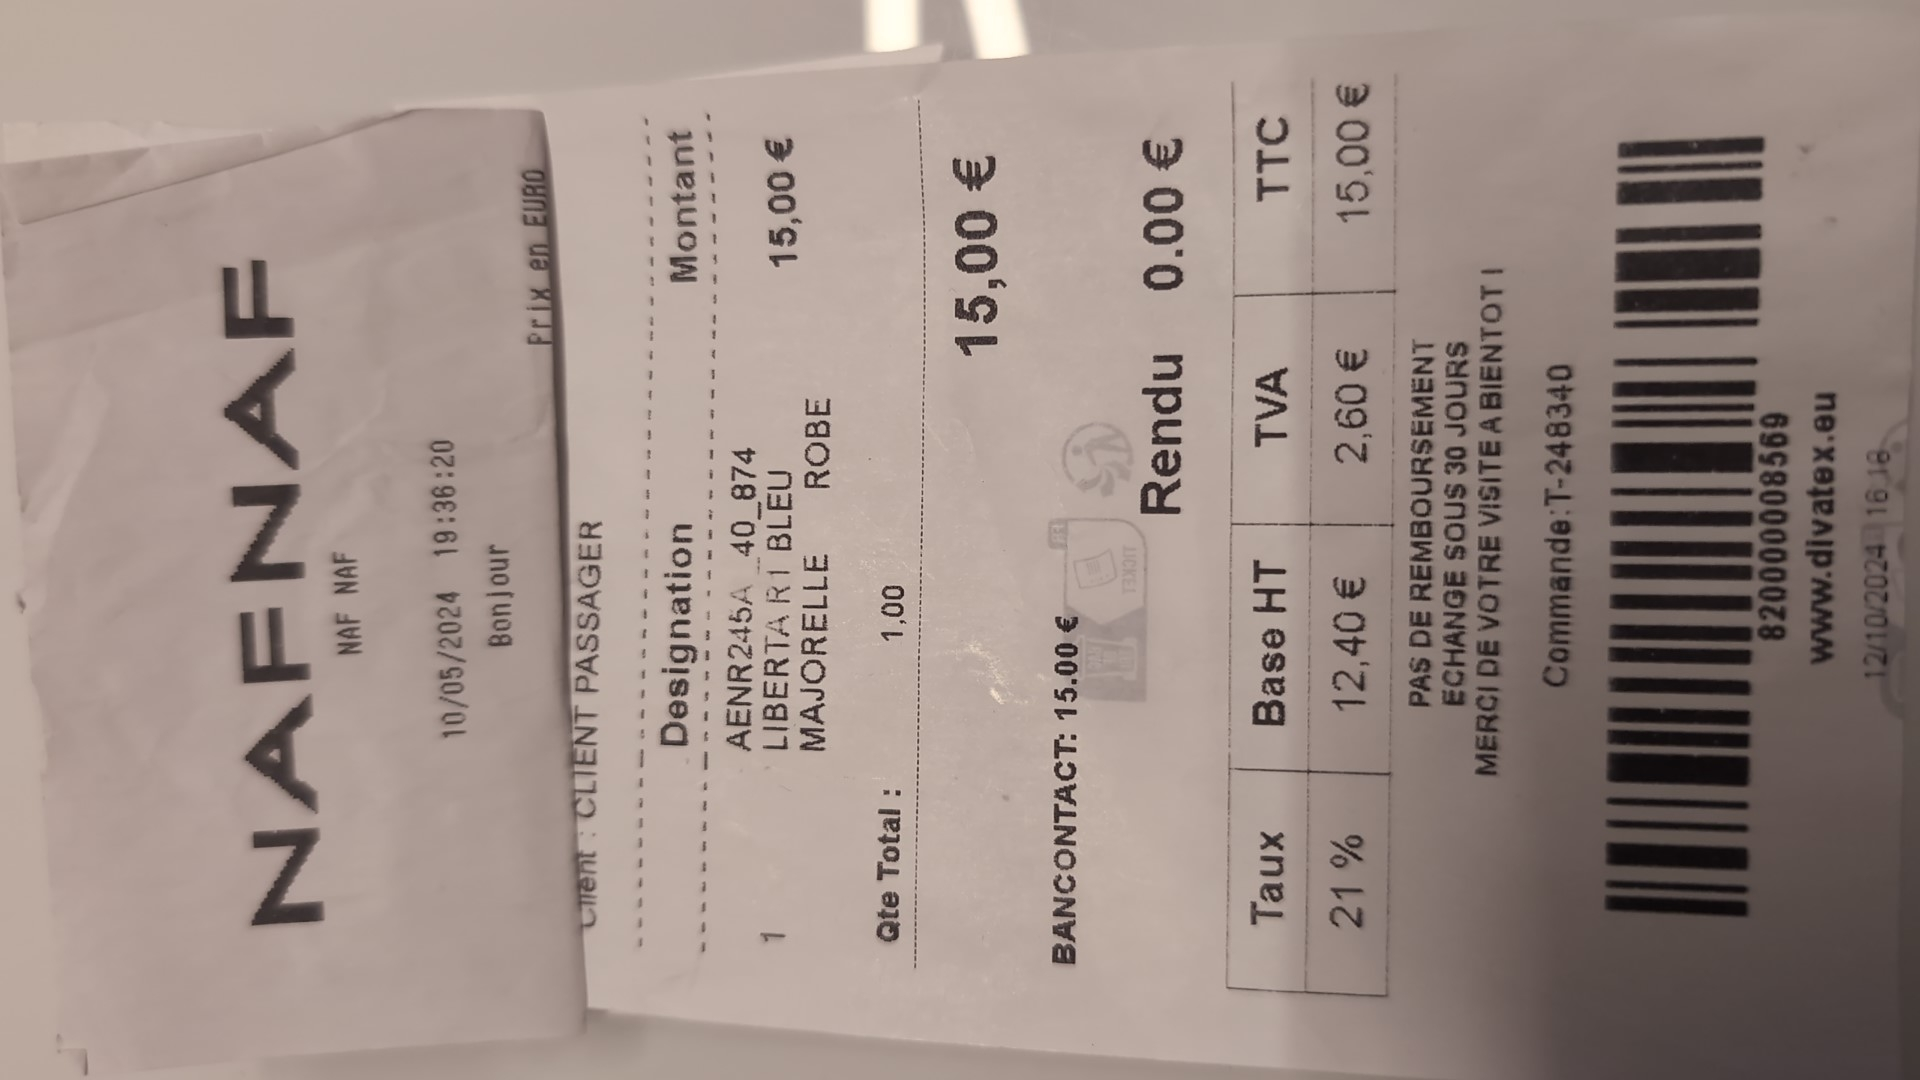 NAFNAF
NAF NAF
10/05/2024 19:36:20
Bonjour
Prix en EURO
Client : CLIENT PASSAGER
Designation Montant
1 AENR245A_40_874 15,00 €
LIBERTA R1 BLEU
MAJORELLE ROBE
Qte Total : 1,00
15,00 €
BANCONTACT: 15.00 €
TICKET
Rendu 0.00 €
Taux Base HT TVA TTC
21 % 12,40 € 2,60 € 15,00 €
PAS DE REMBOURSEMENT
ECHANGE SOUS 30 JOURS
MERCI DE VOTRE VISITE A BIENTOT !
Commande:T-248340
8200000008569
www.divatex.eu
12/10/2024 16:18